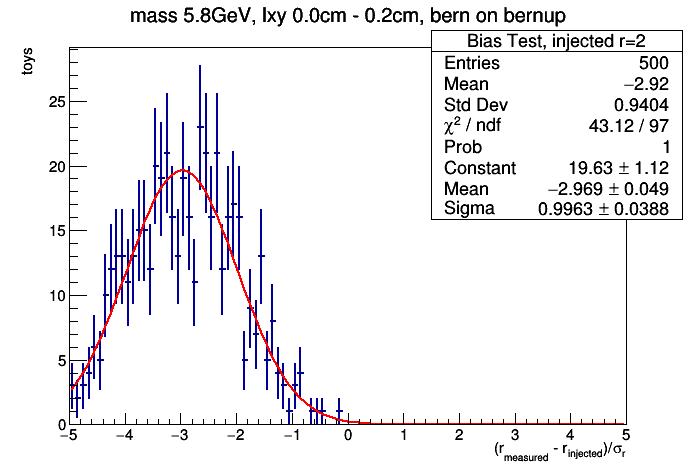 mass 5.8GeV, lxy 0.0cm - 0.2cm, bern on bernup
Bias Test, injected r=2
Entries 500
Mean −2.92
Std Dev 0.9404
χ² / ndf 43.12 / 97
Prob 1
Constant 19.63 ± 1.12
Mean −2.969 ± 0.049
Sigma 0.9963 ± 0.0388
toys
25
20
15
10
5
0
−5 −4 −3 −2 −1 0 1 2 3 4 5
(r_measured - r_injected)/σ_r